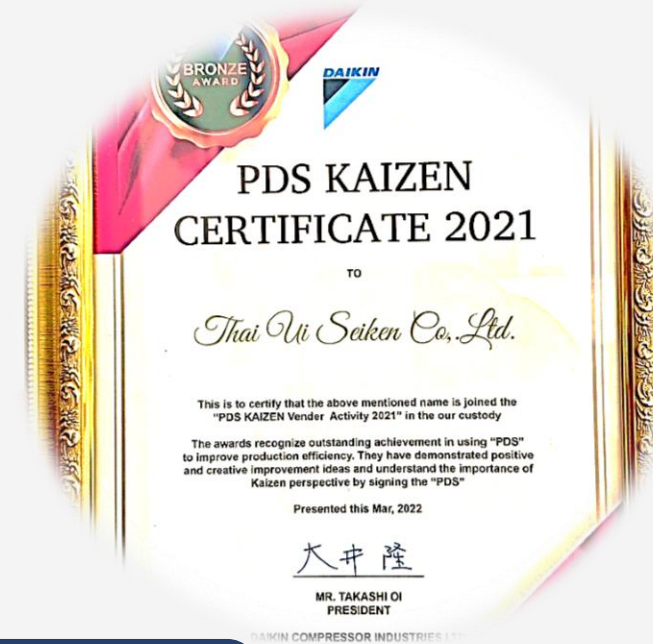 BRONZE
AWARD
DAIKIN
PDS KAIZEN
CERTIFICATE 2021
TO
Thai Ui Seiken Co,.Ltd.
This is to certify that the above mentioned name is joined the
"PDS KAIZEN Vender Activity 2021" in the our custody
The awards recognize outstanding achievement in using "PDS"
to improve production efficiency. They have demonstrated positive
and creative improvement ideas and understand the importance of
Kaizen perspective by signing the "PDS"
Presented this Mar, 2022
大井 隆
MR. TAKASHI OI
PRESIDENT
DAIKIN COMPRESSOR INDUSTRIES LTD